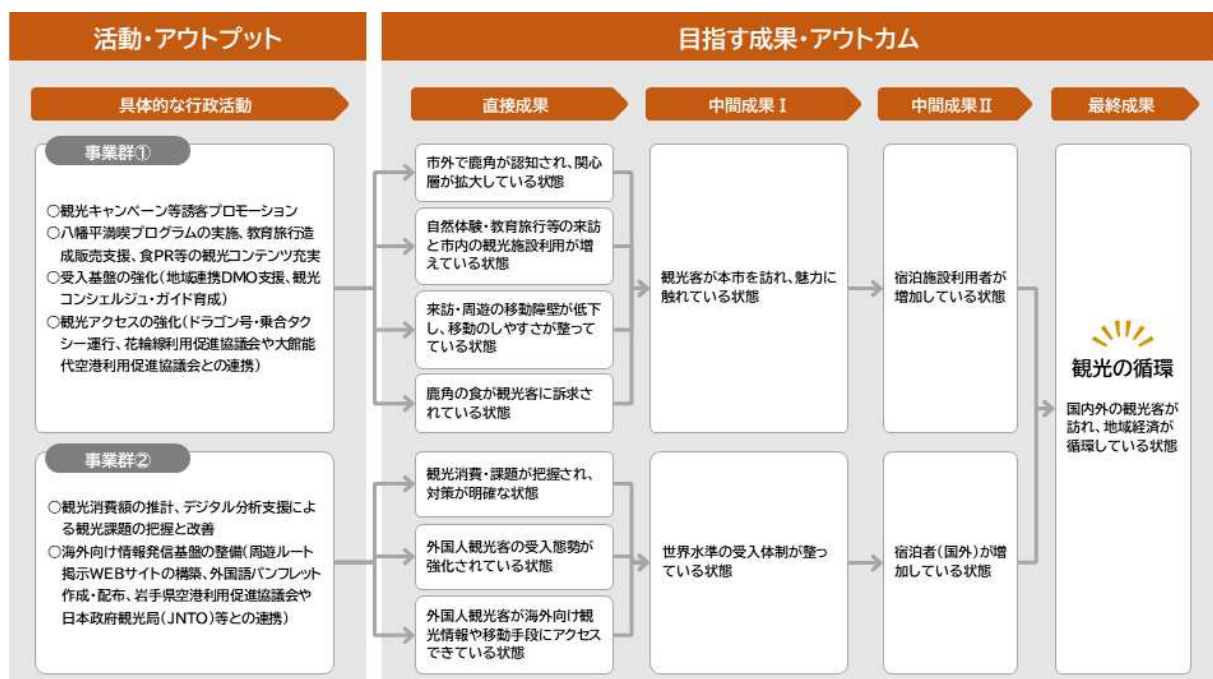 活動・アウトプット
目指す成果・アウトカム
具体的な行政活動
直接成果
中間成果Ⅰ
中間成果Ⅱ
最終成果
事業群①
○観光キャンペーン等誘客プロモーション
○八幡平満喫プログラムの実施、教育旅行造
成販売支援、食PR等の観光コンテンツ充実
○受入基盤の強化(地域連携DMO支援、観光
コンシェルジュ・ガイド育成)
○観光アクセスの強化(ドラゴン号・乗合タク
シー運行、花輪線利用促進協議会や大館能
代空港利用促進協議会との連携)
市外で鹿角が認知され、関心
層が拡大している状態
自然体験・教育旅行等の来訪
と市内の観光施設利用が増
えている状態
来訪・周遊の移動障壁が低下
し、移動のしやすさが整って
ている状態
鹿角の食が観光客に訴求さ
れている状態
観光客が本市を訪れ、魅力に
触れている状態
宿泊施設利用者が
増加している状態
事業群②
○観光消費額の推計、デジタル分析支援によ
る観光課題の把握と改善
○海外向け情報発信基盤の整備(周遊ルート
掲示WEBサイトの構築、外国語パンフレット
作成・配布、岩手県空港利用促進協議会や
日本政府観光局(JNTO)等との連携)
観光消費・課題が把握され、
対策が明確な状態
外国人観光客の受入態勢が
強化されている状態
外国人観光客が海外向け観
光情報や移動手段にアクセス
できている状態
世界水準の受入体制が整っ
ている状態
宿泊者(国外)が増
加している状態
観光の循環
国内外の観光客が
訪れ、地域経済が
循環している状態